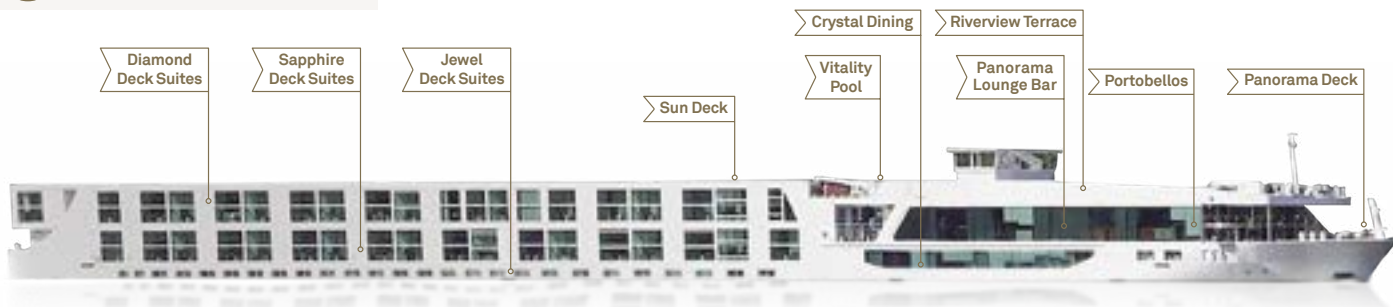 Crystal Dining
Riverview Terrace
Diamond
Deck Suites
Sapphire
Deck Suites
Jewel
Deck Suites
Vitality
Pool
Panorama
Lounge Bar
Portobellos
Panorama Deck
Sun Deck